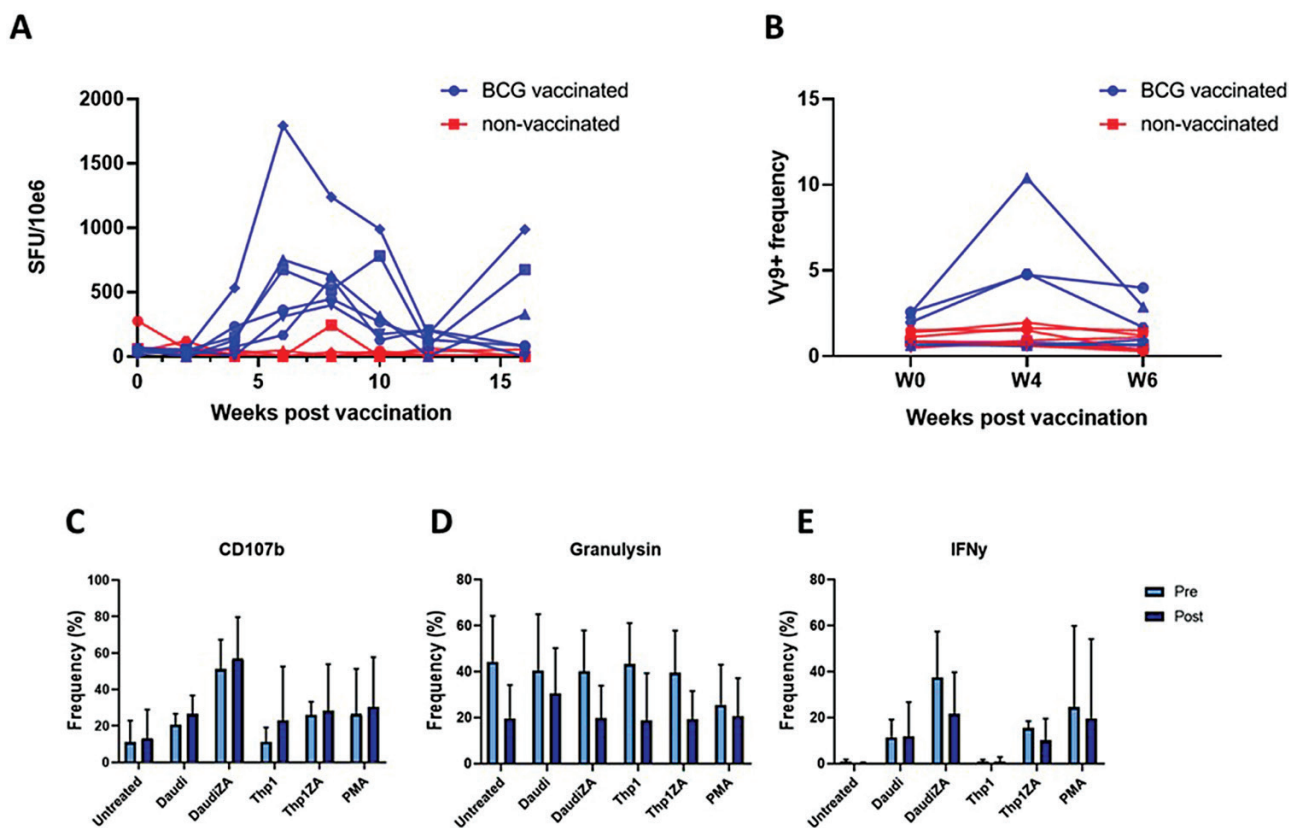 A
BCG vaccinated
non-vaccinated
2000
1500
1000
500
0
SFU/10e6
0 5 10 15
Weeks post vaccination
B
BCG vaccinated
non-vaccinated
15
10
5
0
Vγ9+ frequency
W0 W4 W6
Weeks post vaccination
C
CD107b
100
80
60
40
20
0
Frequency (%)
Untreated Daudi DaudiZA Thp1 Thp1ZA PMA
D
Granulysin
80
60
40
20
0
Frequency (%)
Untreated Daudi DaudiZA Thp1 Thp1ZA PMA
E
IFNy
80
60
40
20
0
Frequency (%)
Untreated Daudi DaudiZA Thp1 Thp1ZA PMA
Pre
Post